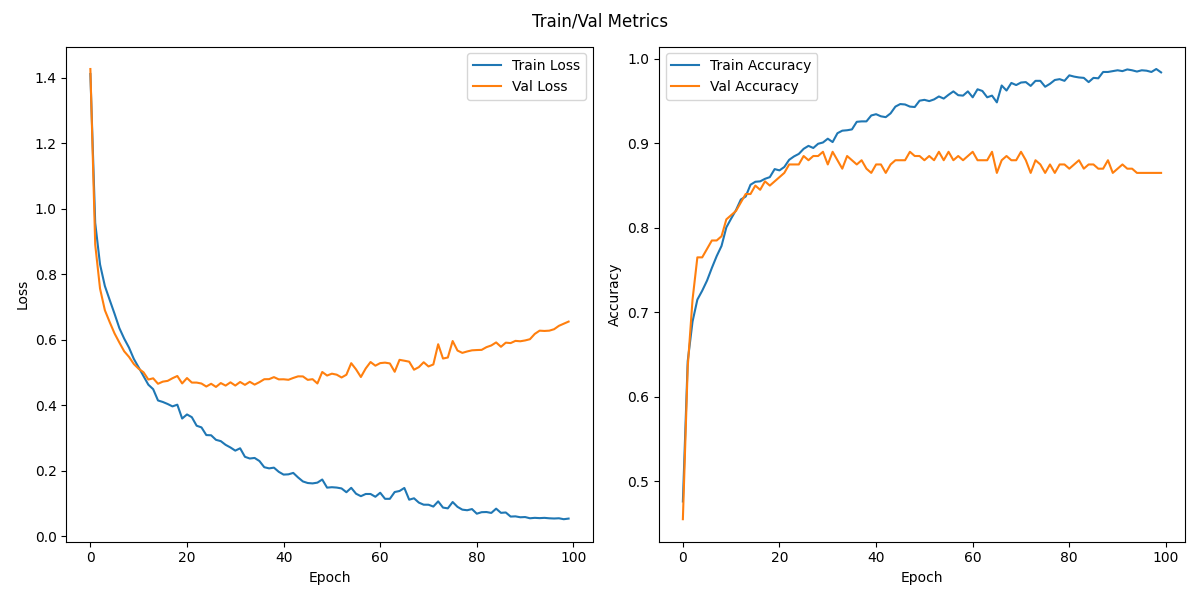 Train/Val Metrics
Train Loss
Val Loss
1.4
1.2
1.0
0.8
0.6
0.4
0.2
0.0
Loss
0 20 40 60 80 100
Epoch
Train Accuracy
Val Accuracy
1.0
0.9
0.8
0.7
0.6
0.5
Accuracy
0 20 40 60 80 100
Epoch